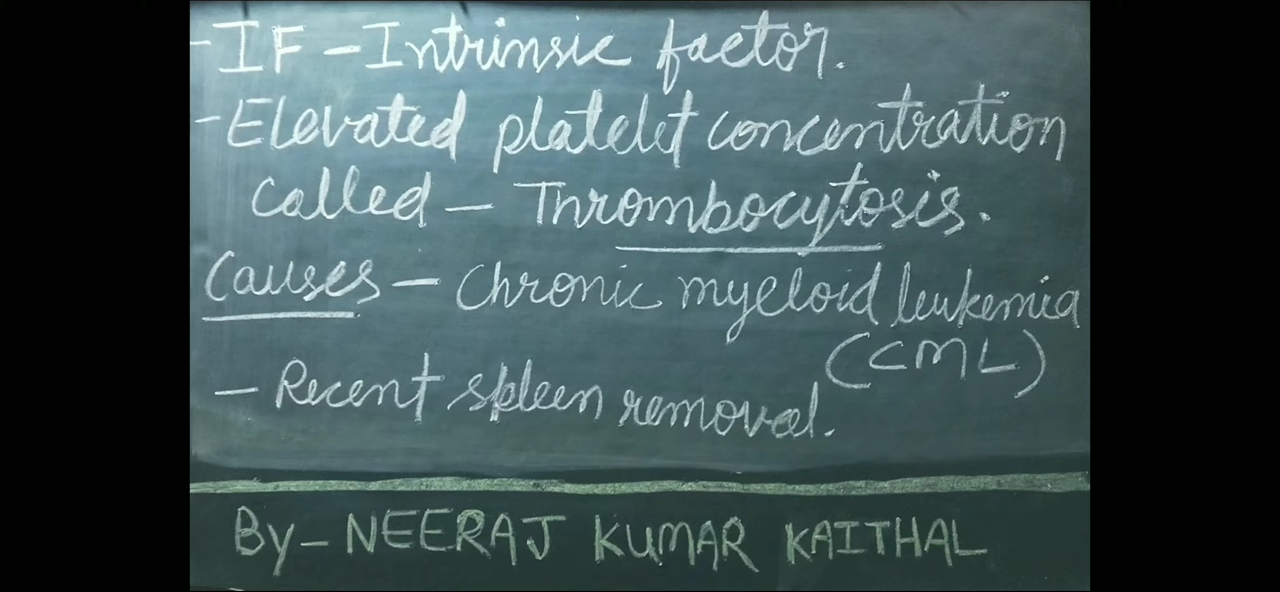 - IF - Intrinsic factor.
- Elevated platelet concentration
called - Thrombocytosis.
Causes - Chronic myeloid leukemia
(CML)
- Recent spleen removal.
By - NEERAJ KUMAR KAITHAL